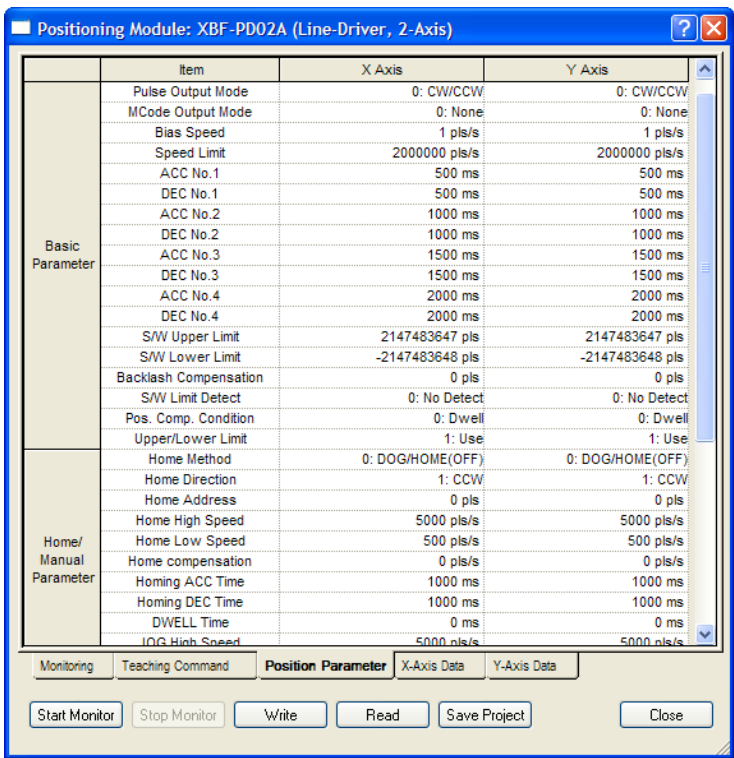 Positioning Module: XBF-PD02A (Line-Driver, 2-Axis)
Item X Axis Y Axis
Basic Parameter
Pulse Output Mode 0: CW/CCW 0: CW/CCW
MCode Output Mode 0: None 0: None
Bias Speed 1 pls/s 1 pls/s
Speed Limit 2000000 pls/s 2000000 pls/s
ACC No.1 500 ms 500 ms
DEC No.1 500 ms 500 ms
ACC No.2 1000 ms 1000 ms
DEC No.2 1000 ms 1000 ms
ACC No.3 1500 ms 1500 ms
DEC No.3 1500 ms 1500 ms
ACC No.4 2000 ms 2000 ms
DEC No.4 2000 ms 2000 ms
S/W Upper Limit 2147483647 pls 2147483647 pls
S/W Lower Limit -2147483648 pls -2147483648 pls
Backlash Compensation 0 pls 0 pls
S/W Limit Detect 0: No Detect 0: No Detect
Pos. Comp. Condition 0: Dwell 0: Dwell
Upper/Lower Limit 1: Use 1: Use
Home/ Manual Parameter
Home Method 0: DOG/HOME(OFF) 0: DOG/HOME(OFF)
Home Direction 1: CCW 1: CCW
Home Address 0 pls 0 pls
Home High Speed 5000 pls/s 5000 pls/s
Home Low Speed 500 pls/s 500 pls/s
Home compensation 0 pls/s 0 pls/s
Homing ACC Time 1000 ms 1000 ms
Homing DEC Time 1000 ms 1000 ms
DWELL Time 0 ms 0 ms
JOG High Speed 5000 pls/s 5000 pls/s
Monitoring Teaching Command Position Parameter X-Axis Data Y-Axis Data
Start Monitor Stop Monitor Write Read Save Project Close